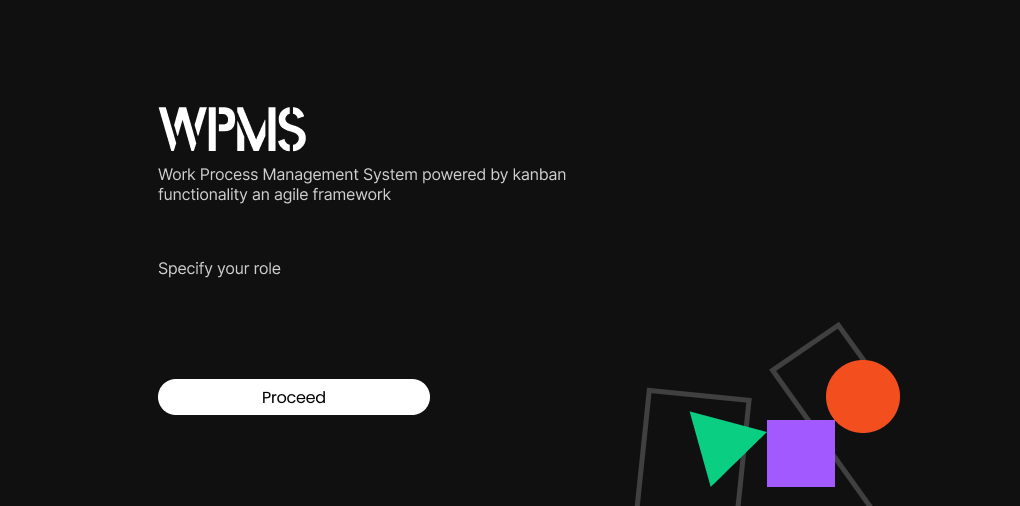 WPMS
Work Process Management System powered by kanban
functionality an agile framework
Specify your role
Proceed